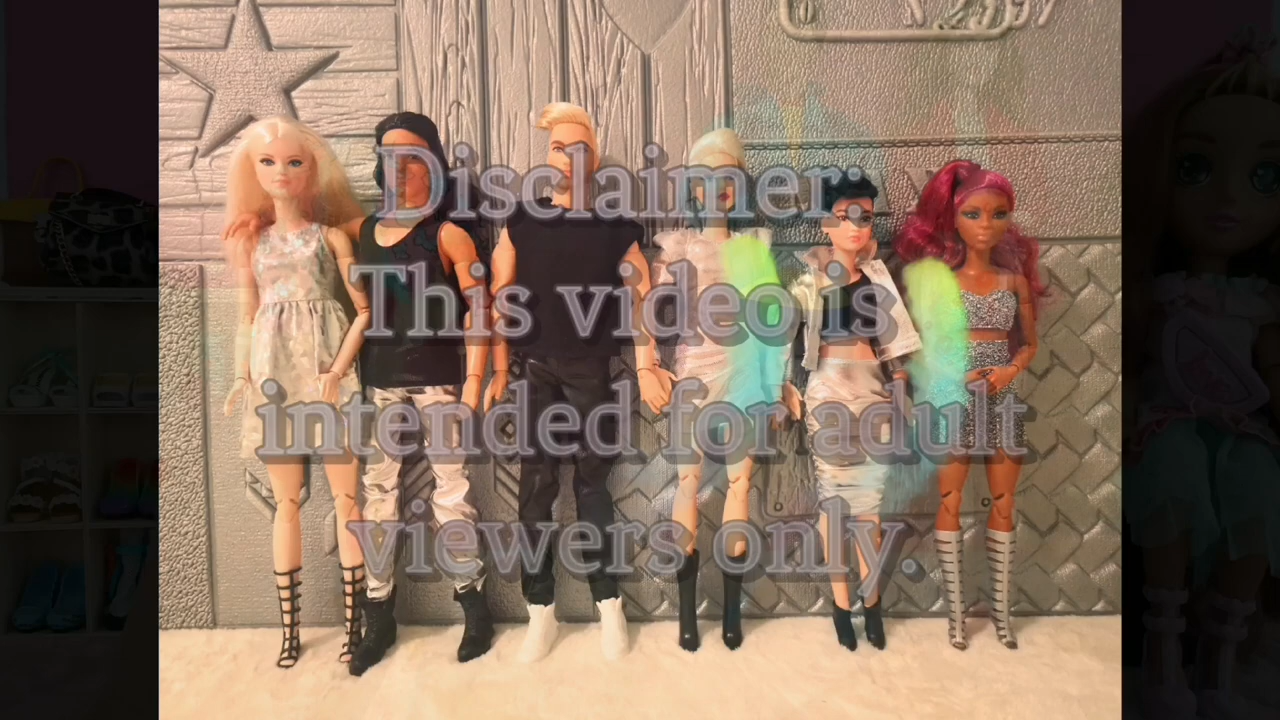 Disclaimer:
This video is
intended for adult
viewers only.